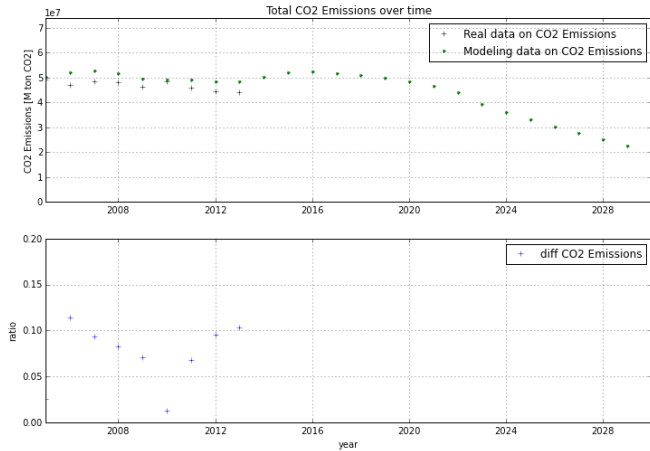 Total CO2 Emissions over time
1e7
7
6
5
4
3
2
1
0
CO2 Emissions [M ton CO2]
Real data on CO2 Emissions
Modeling data on CO2 Emissions
2008 2012 2016 2020 2024 2028
0.20
0.15
0.10
0.05
0.00
ratio
diff CO2 Emissions
2008 2012 2016 2020 2024 2028
year